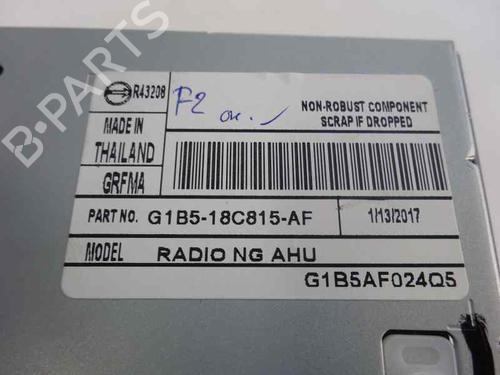 B-PARTS
R43208
F2
OK.
NON-ROBUST COMPONENT
SCRAP IF DROPPED
MADE IN
THAILAND
GRFMA
PART NO. G1B5-18C815-AF
1/13/2017
MODEL RADIO NG AHU
G1B5AF024Q5